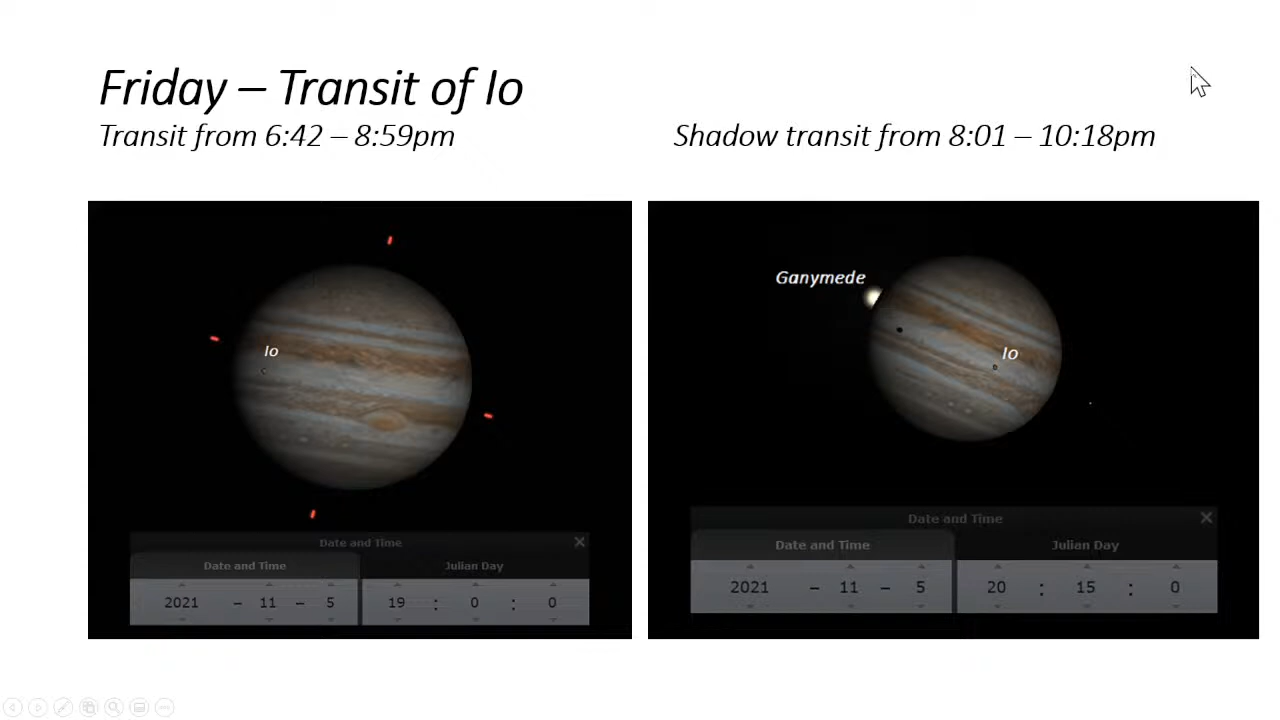 Friday – Transit of Io
Transit from 6:42 – 8:59pm
Shadow transit from 8:01 – 10:18pm
Io
Date and Time
Date and Time Julian Day
2021 – 11 – 5 19 : 0 : 0
Ganymede
Io
Date and Time
Date and Time Julian Day
2021 – 11 – 5 20 : 15 : 0